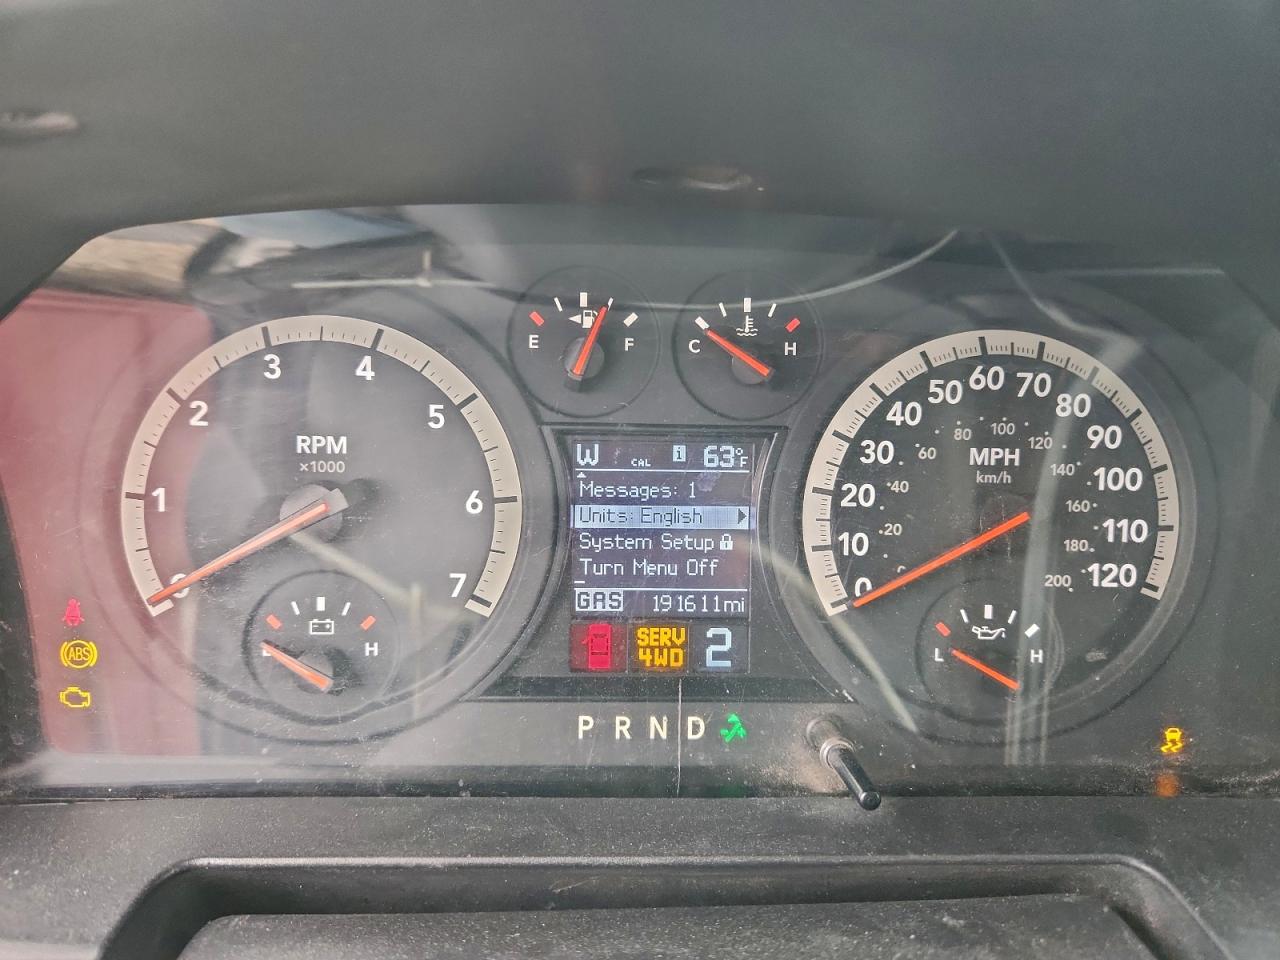 E F
C H
1 2 3 4 5 6 7
RPM
x1000
L H
W CAL i 63°F
Messages: 1
Units: English
System Setup
Turn Menu Off
GAS 191611mi
SERV
4WD
2
P R N D
0 10 20 30 40 50 60 70 80 90 100 110 120
20 40 60 80 100 120 140 160 180 200
MPH
km/h
L H
ABS